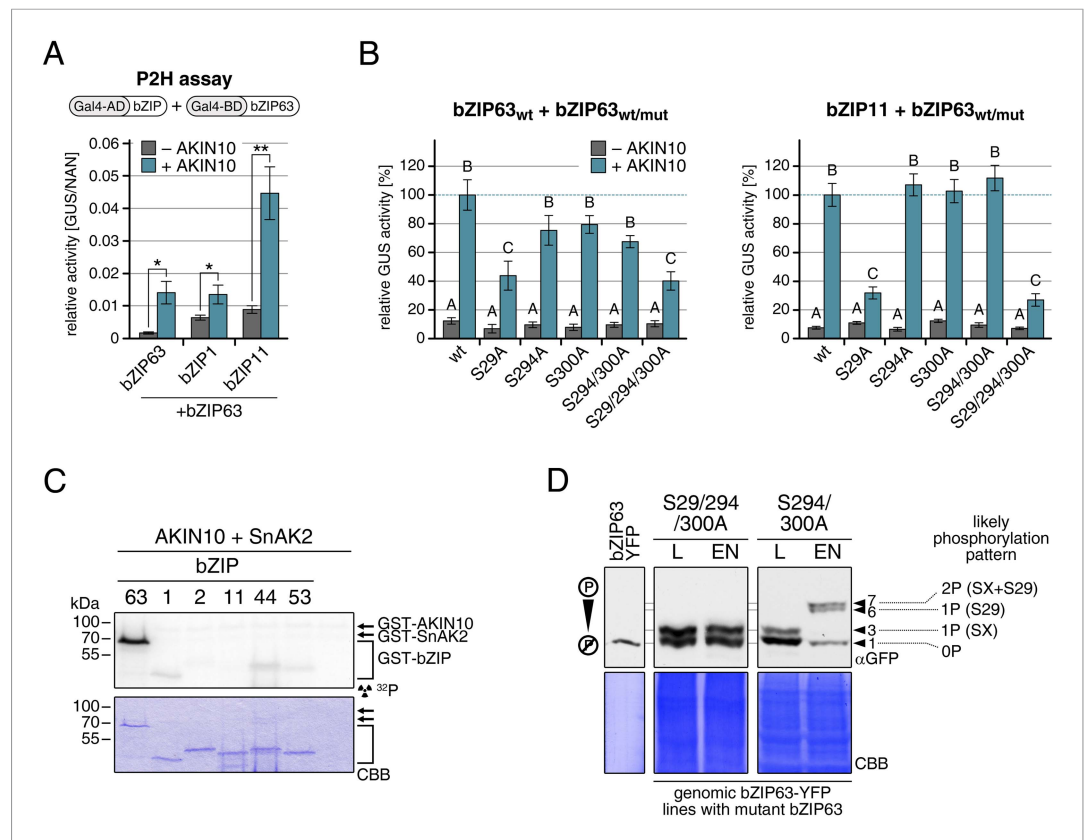 A
P2H assay
Gal4-AD bZIP + Gal4-BD bZIP63
relative activity [GUS/NAN]
0.06
0.05
0.04
0.03
0.02
0.01
0
– AKIN10
+ AKIN10
*
*
**
bZIP63
bZIP1
bZIP11
+bZIP63
B
bZIP63wt + bZIP63wt/mut
relative GUS activity [%]
120
100
80
60
40
20
0
– AKIN10
+ AKIN10
A B A C A B A B A B A C
wt
S29A
S294A
S300A
S294/300A
S29/294/300A
bZIP11 + bZIP63wt/mut
relative GUS activity [%]
120
100
80
60
40
20
0
A B A C A B A B A B A C
wt
S29A
S294A
S300A
S294/300A
S29/294/300A
C
AKIN10 + SnAK2
bZIP
63 1 2 11 44 53
kDa
100–
70–
55–
GST-AKIN10
GST-SnAK2
GST-bZIP
32P
100–
70–
55–
CBB
D
bZIP63
YFP
S29/294
/300A
S294/
300A
L EN L EN
likely
phosphorylation
pattern
P
P
7
6
3
1
2P (SX+S29)
1P (S29)
1P (SX)
0P
αGFP
CBB
genomic bZIP63-YFP
lines with mutant bZIP63